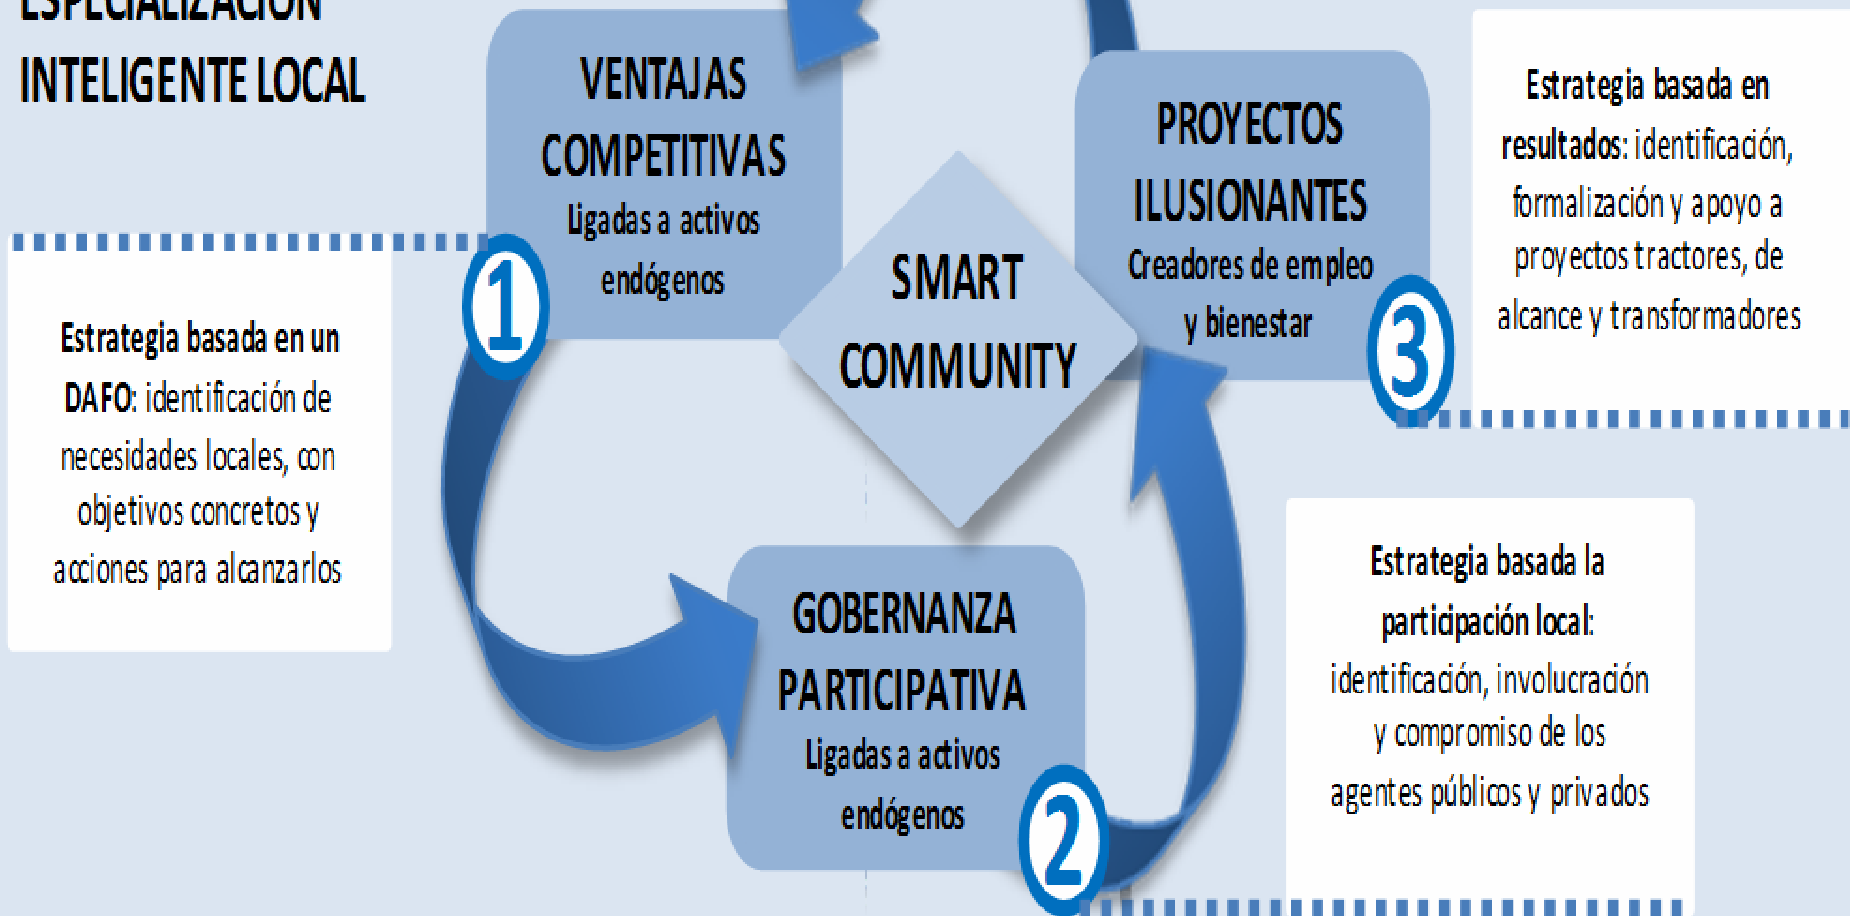 ESPECIALIZACIÓN
INTELIGENTE LOCAL
VENTAJAS
COMPETITIVAS
Ligadas a activos
endógenos
1
Estrategia basada en un
DAFO: identificación de
necesidades locales, con
objetivos concretos y
acciones para alcanzarlos
SMART
COMMUNITY
PROYECTOS
ILUSIONANTES
Creadores de empleo
y bienestar
3
Estrategia basada en
resultados: identificación,
formalización y apoyo a
proyectos tractores, de
alcance y transformadores
GOBERNANZA
PARTICIPATIVA
Ligadas a activos
endógenos
2
Estrategia basada la
participación local:
identificación, involucración
y compromiso de los
agentes públicos y privados